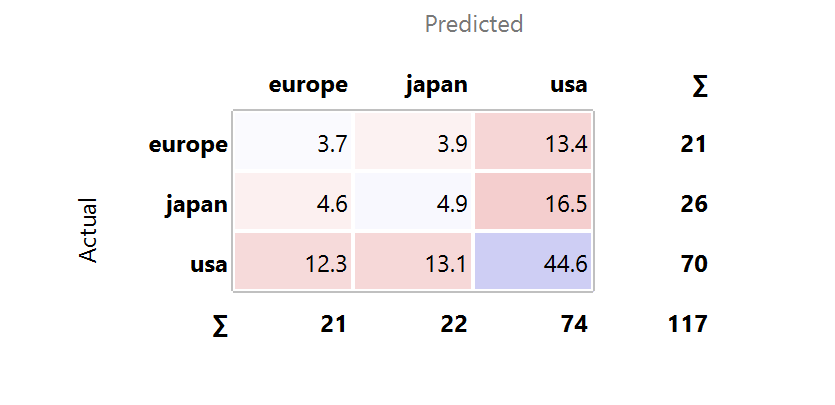 Predicted
europe japan usa ∑
europe 3.7 3.9 13.4 21
japan 4.6 4.9 16.5 26
Actual
usa 12.3 13.1 44.6 70
∑ 21 22 74 117